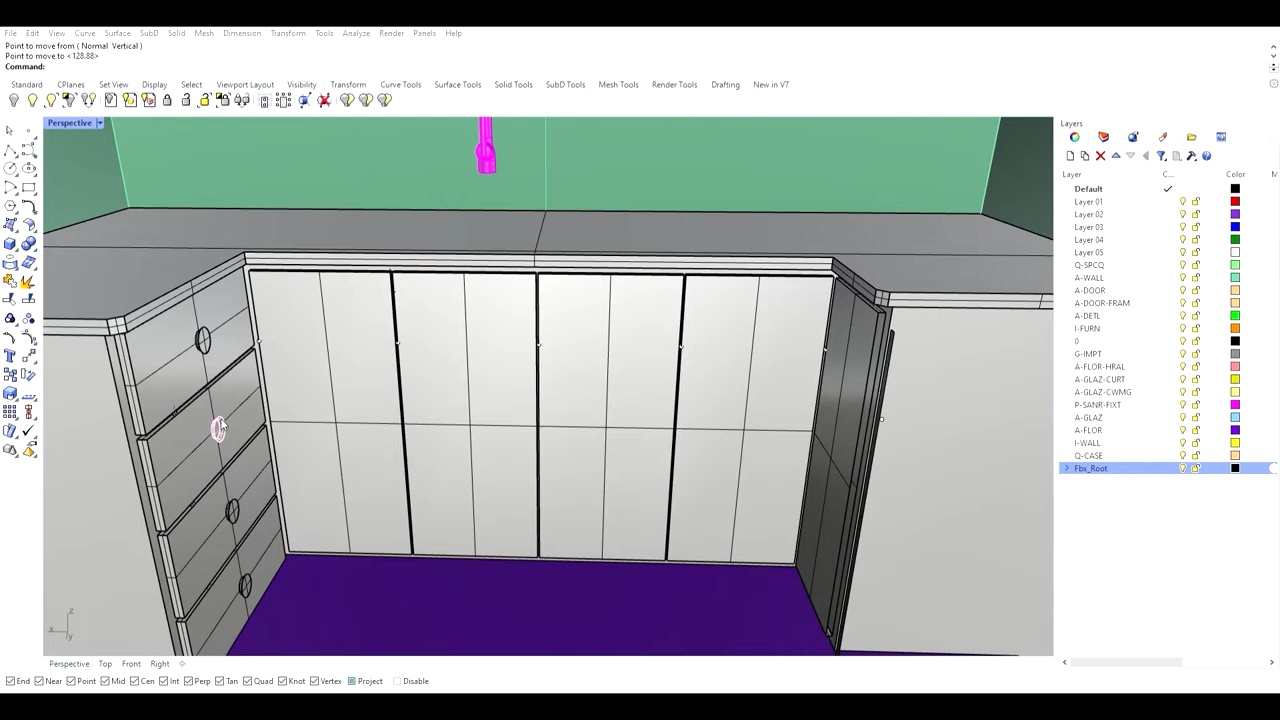 File Edit View Curve Surface SubD Solid Mesh Dimension Transform Tools Analyze Render Panels Help
Point to move from ( Normal Vertical )
Point to move to <128.88>
Command:
Standard CPlanes Set View Display Select Viewport Layout Visibility Transform Curve Tools Surface Tools Solid Tools SubD Tools Mesh Tools Render Tools Drafting New in V7
Perspective
Layers
Layer C... Color M
Default
Layer 01
Layer 02
Layer 03
Layer 04
Layer 05
Q-SPCQ
A-WALL
A-DOOR
A-DOOR-FRAM
A-DETL
I-FURN
0
G-IMPT
A-FLOR-HRAL
A-GLAZ-CURT
A-GLAZ-CWMG
P-SANR-FIXT
A-GLAZ
A-FLOR
I-WALL
Q-CASE
Fbx_Root
z
x y
Perspective Top Front Right
End Near Point Mid Cen Int Perp Tan Quad Knot Vertex Project Disable